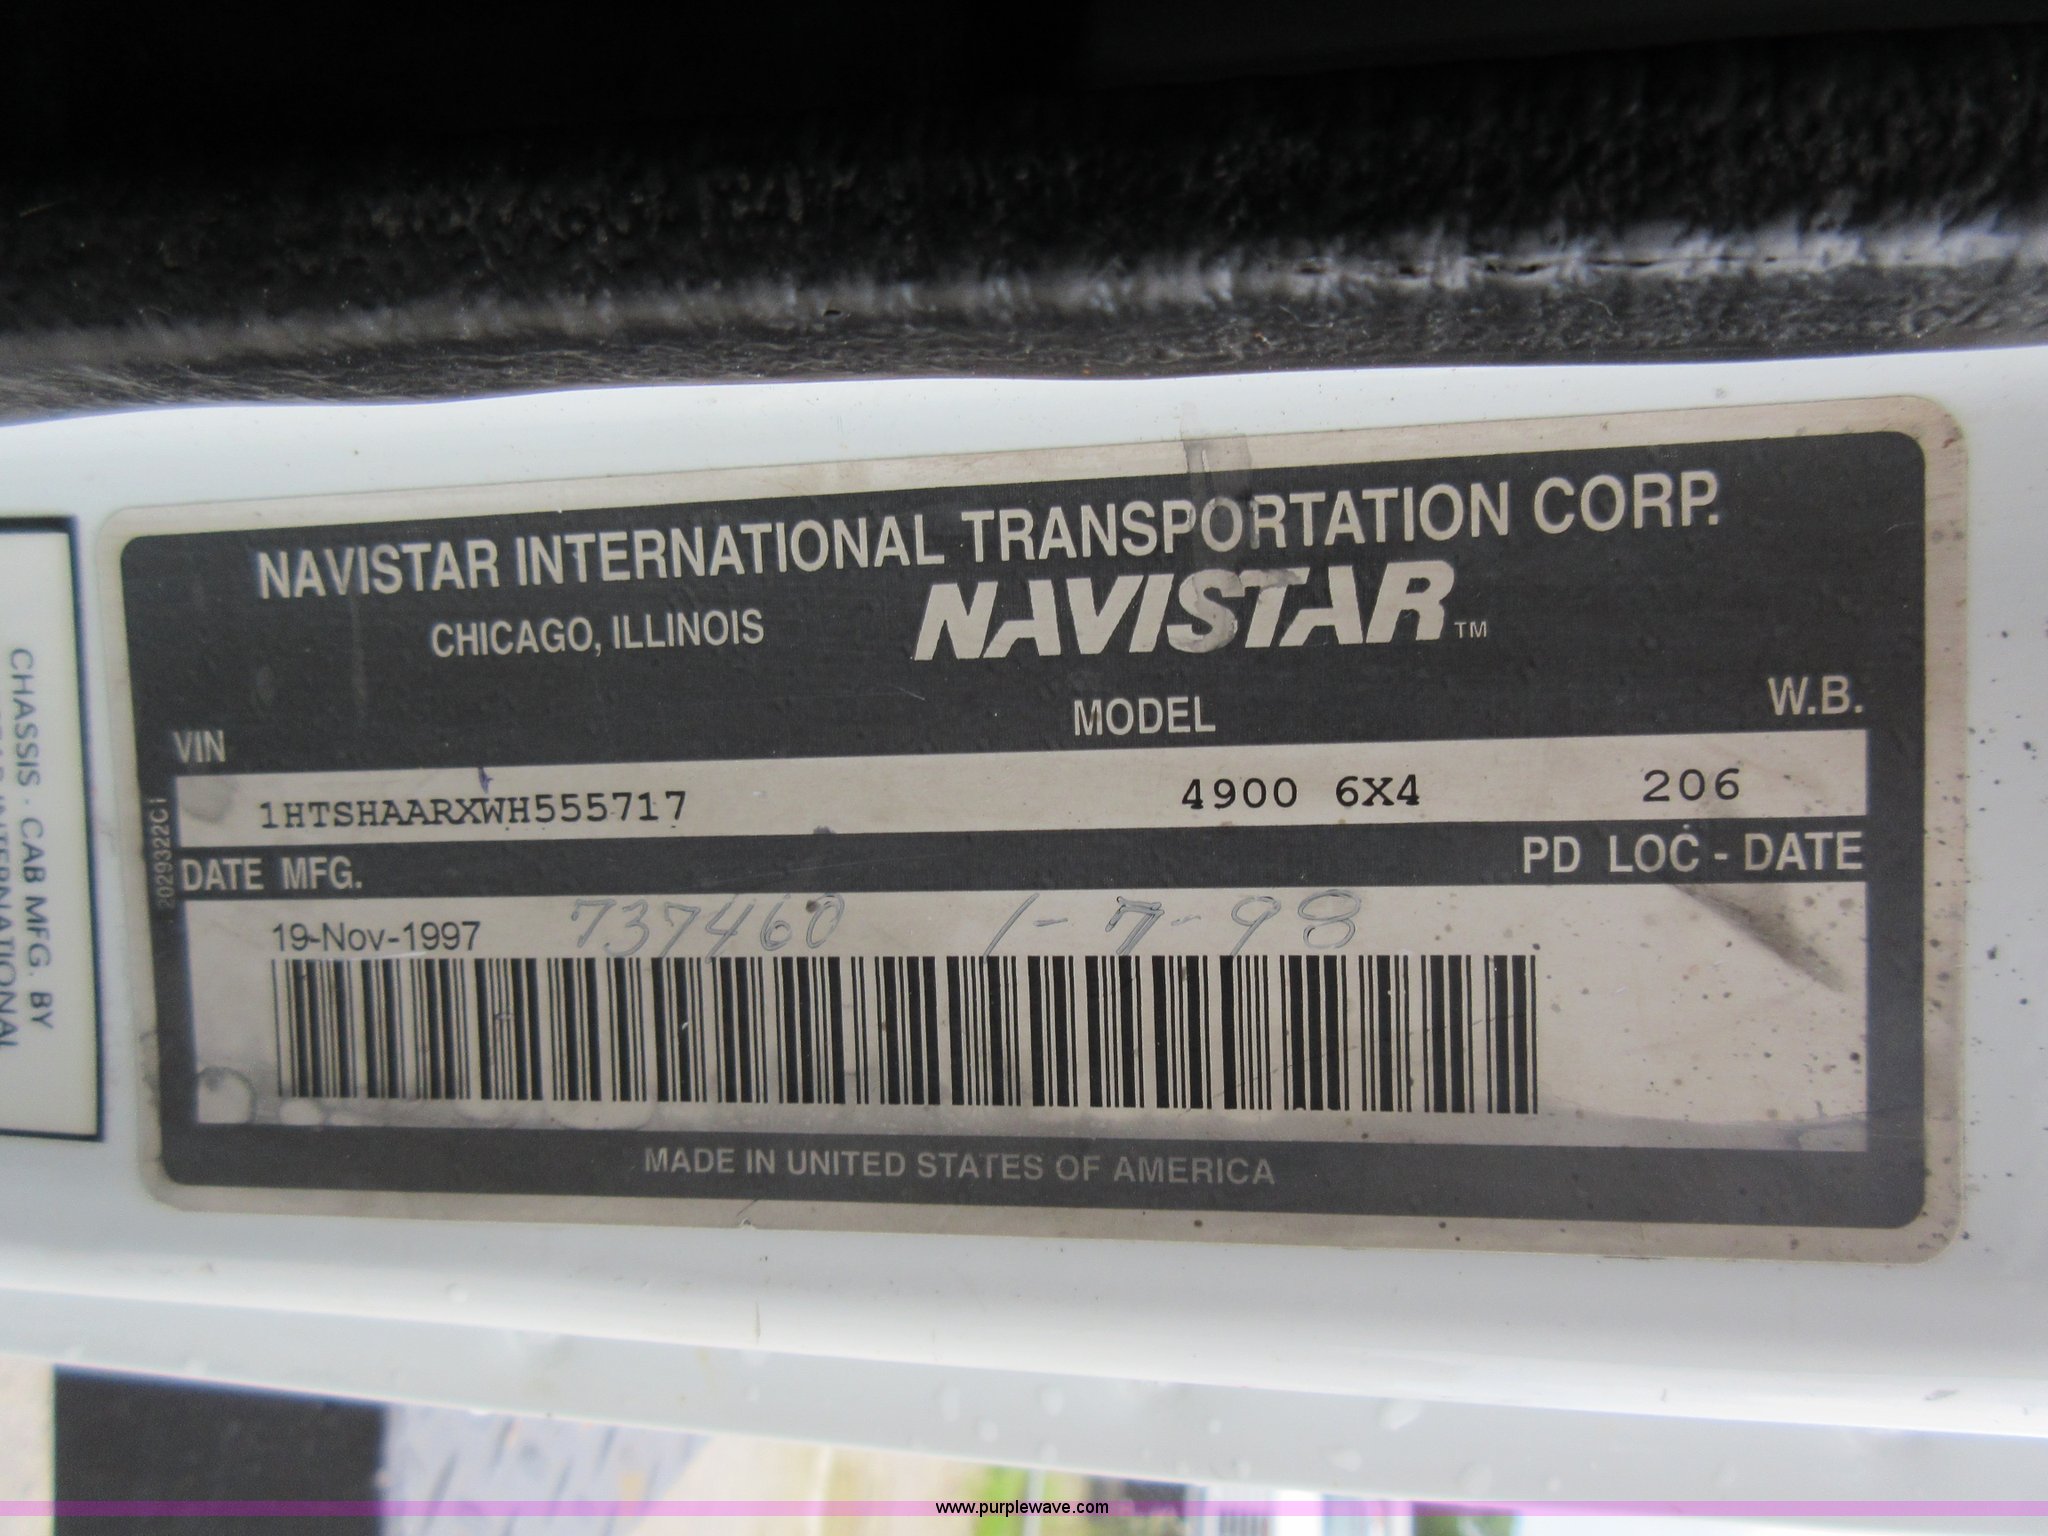 NAVISTAR INTERNATIONAL TRANSPORTATION CORP.
CHICAGO, ILLINOIS
NAVISTAR™
VIN
MODEL
W.B.
1HTSHAARXWH555717
4900 6X4
206
DATE MFG.
PD LOC - DATE
19-Nov-1997
737460 1-7-98
MADE IN UNITED STATES OF AMERICA
2029322C1
CHASSIS - CAB MFG. BY
INTERNATIONAL
www.purplewave.com